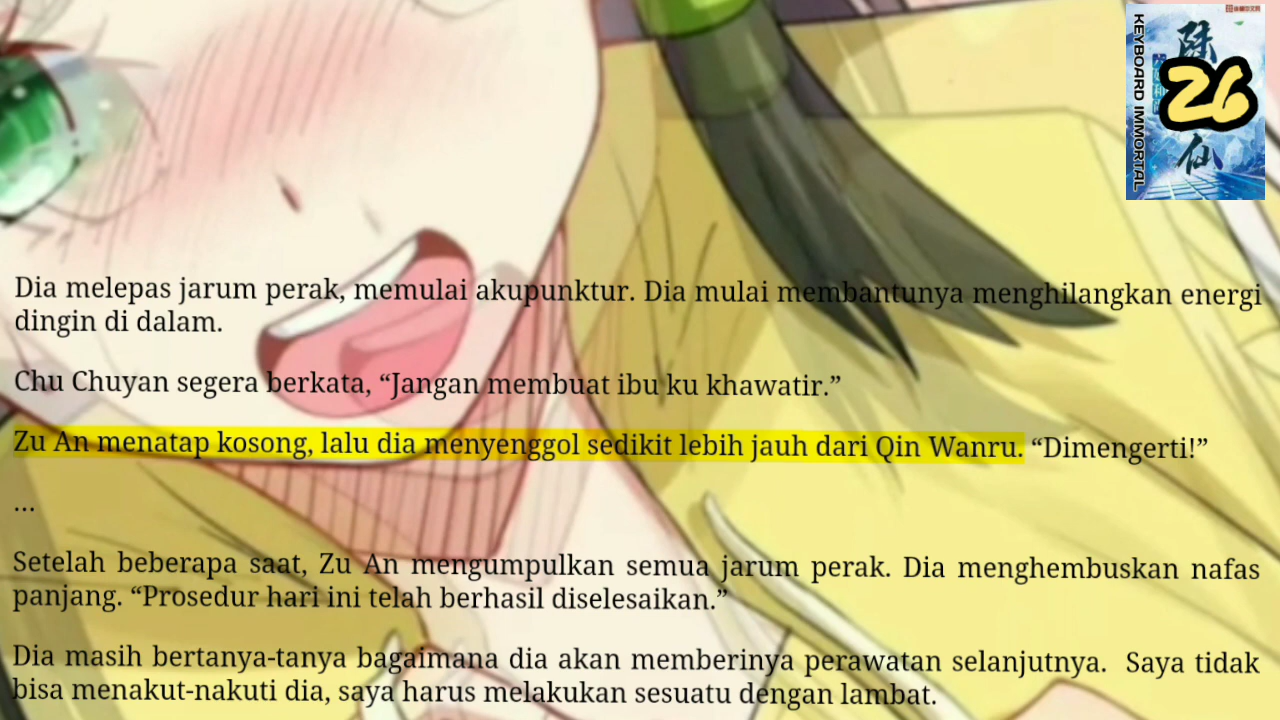 陆
仙
KEYBOARD IMMORTAL
26
Dia melepas jarum perak, memulai akupunktur. Dia mulai membantunya menghilangkan energi
dingin di dalam.
Chu Chuyan segera berkata, “Jangan membuat ibu ku khawatir.”
Zu An menatap kosong, lalu dia menyenggol sedikit lebih jauh dari Qin Wanru. “Dimengerti!”
...
Setelah beberapa saat, Zu An mengumpulkan semua jarum perak. Dia menghembuskan nafas
panjang. “Prosedur hari ini telah berhasil diselesaikan.”
Dia masih bertanya-tanya bagaimana dia akan memberinya perawatan selanjutnya.  Saya tidak
bisa menakut-nakuti dia, saya harus melakukan sesuatu dengan lambat.